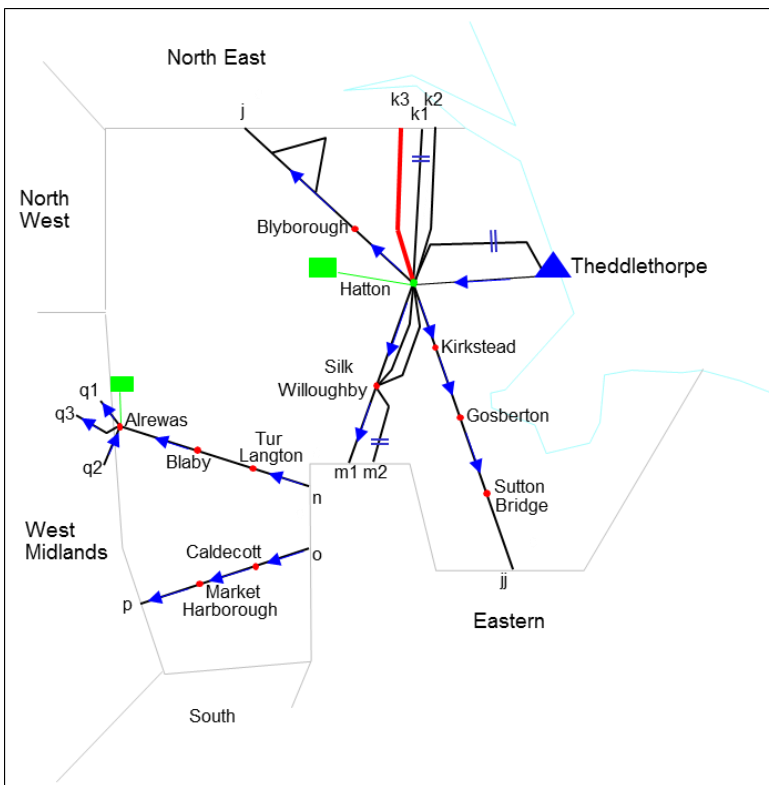 North East
k3 k2
j
k1
North
West
Blyborough
Theddlethorpe
Hatton
Kirkstead
Silk
Willoughby
q1
q3
Alrewas
Gosberton
Tur
Langton
Blaby
q2
m1 m2
Sutton
Bridge
n
West
Midlands
Caldecott
o
Market
Harborough
p
jj
Eastern
South